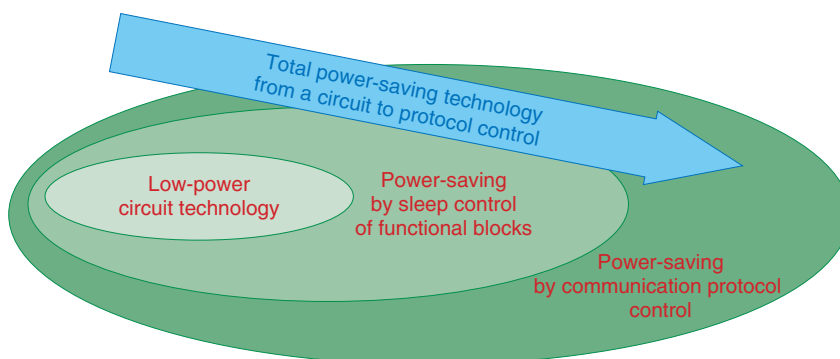 Total power-saving technology
from a circuit to protocol control
Low-power
circuit technology
Power-saving
by sleep control
of functional blocks
Power-saving
by communication protocol
control